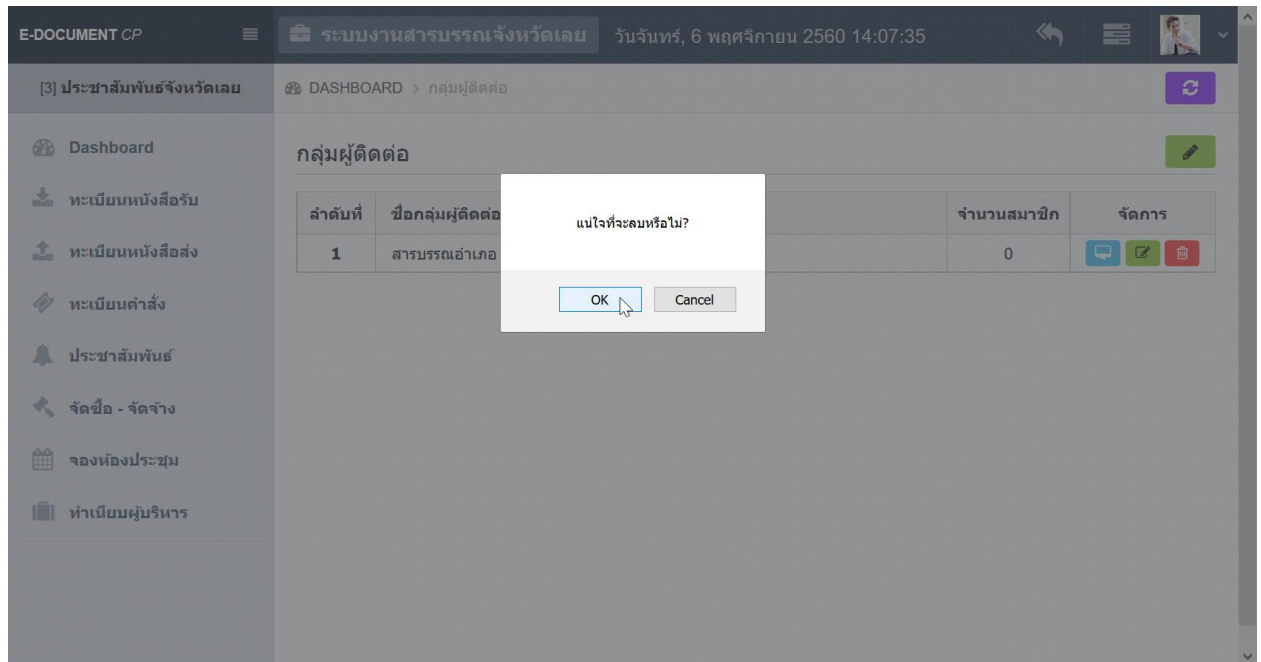 E-DOCUMENT CP
ระบบงานสารบรรณจังหวัดเลย
วันจันทร์, 6 พฤศจิกายน 2560 14:07:35
[3] ประชาสัมพันธ์จังหวัดเลย
DASHBOARD > กลุ่มผู้ติดต่อ
Dashboard
ทะเบียนหนังสือรับ
ทะเบียนหนังสือส่ง
ทะเบียนคำสั่ง
ประชาสัมพันธ์
จัดซื้อ - จัดจ้าง
จองห้องประชุม
ทำเนียบผู้บริหาร
กลุ่มผู้ติดต่อ
ลำดับที่ ชื่อกลุ่มผู้ติดต่อ จำนวนสมาชิก จัดการ
1 สารบรรณอำเภอ 0
แน่ใจที่จะลบหรือไม่?
OK Cancel